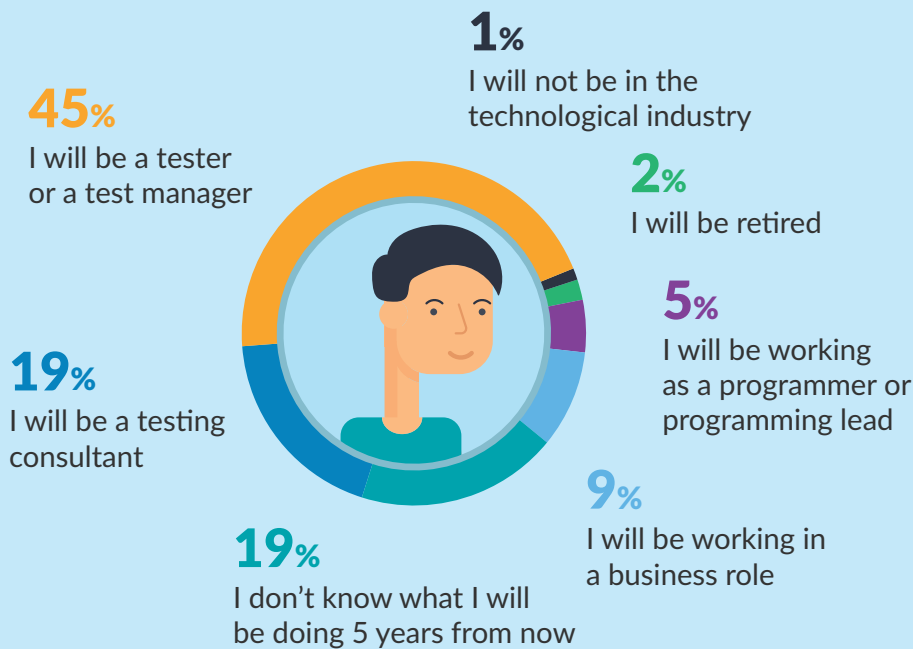 1%
I will not be in the
technological industry
45%
I will be a tester
or a test manager
2%
I will be retired
5%
I will be working
as a programmer or
programming lead
19%
I will be a testing
consultant
9%
I will be working in
a business role
19%
I don’t know what I will
be doing 5 years from now